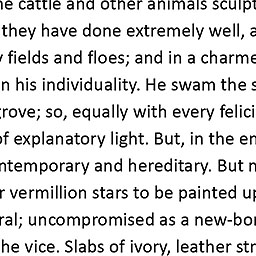 he cattle and other animals sculpt
they have done extremely well, a
fields and floes; and in a charme
n his individuality. He swam the s
grove; so, equally with every felici
of explanatory light. But, in the en
ntemporary and hereditary. But n
r vermillion stars to be painted up
ral; uncompromised as a new-bor
he vice. Slabs of ivory, leather str